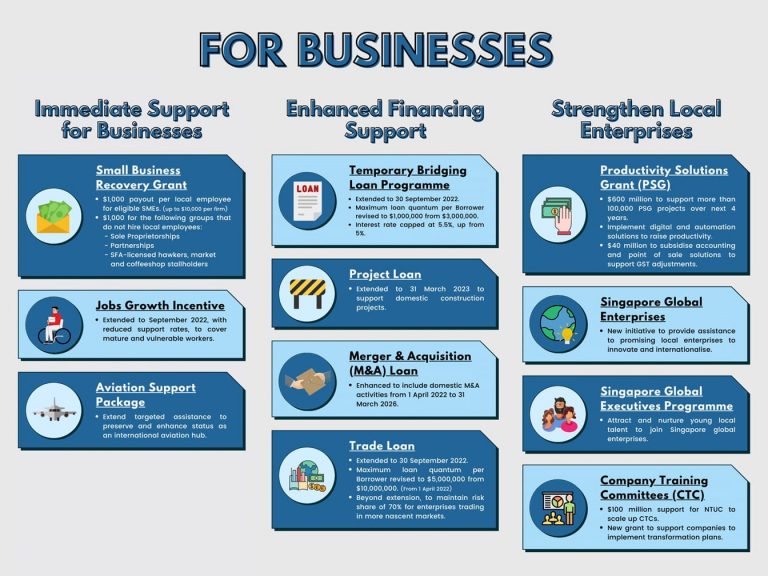 FOR BUSINESSES
Immediate Support
for Businesses
Small Business
Recovery Grant
• $1,000 payout per local employee
for eligible SMEs. (up to $10,000 per firm)
• $1,000 for the following groups that
do not hire local employees:
- Sole Proprietorships
- Partnerships
- SFA-licensed hawkers, market
and coffeeshop stallholders
Jobs Growth Incentive
• Extended to September 2022, with
reduced support rates, to cover
mature and vulnerable workers.
Aviation Support
Package
• Extend targeted assistance to
preserve and enhance status as
an international aviation hub.
Enhanced Financing
Support
LOAN
Temporary Bridging
Loan Programme
• Extended to 30 September 2022.
• Maximum loan quantum per Borrower
revised to $1,000,000 from $3,000,000.
• Interest rate capped at 5.5%, up from
5%.
Project Loan
• Extended to 31 March 2023 to
support domestic construction
projects.
Merger & Acquisition
(M&A) Loan
• Enhanced to include domestic M&A
activities from 1 April 2022 to 31
March 2026.
Trade Loan
• Extended to 30 September 2022.
• Maximum loan quantum per
Borrower revised to $5,000,000 from
$10,000,000. (From 1 April 2022)
• Beyond extension, to maintain risk
share of 70% for enterprises trading
in more nascent markets.
Strengthen Local
Enterprises
Productivity Solutions
Grant (PSG)
• $600 million to support more than
100,000 PSG projects over next 4
years.
• Implement digital and automation
solutions to raise productivity.
• $40 million to subsidise accounting
and point of sale solutions to
support GST adjustments.
Singapore Global
Enterprises
• New initiative to provide assistance
to promising local enterprises to
innovate and internationalise.
Singapore Global
Executives Programme
• Attract and nurture young local
talent to join Singapore global
enterprises.
Company Training
Committees (CTC)
• $100 million support for NTUC to
scale up CTCs.
• New grant to support companies to
implement transformation plans.